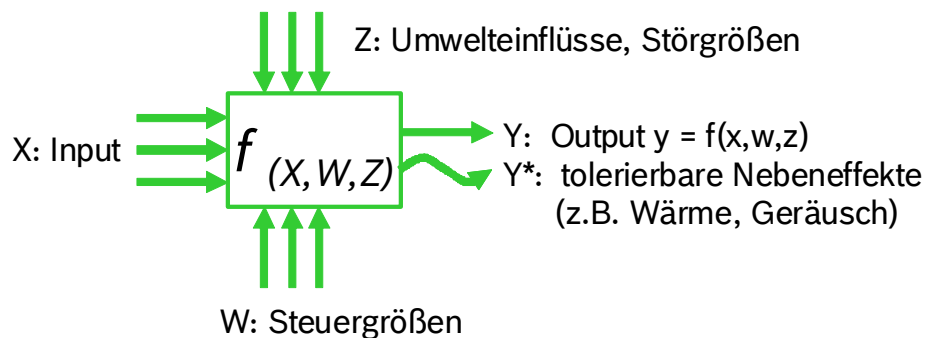 Z: Umwelteinflüsse, Störgrößen
X: Input
f (X, W, Z)
Y: Output y = f(x,w,z)
Y*: tolerierbare Nebeneffekte
(z.B. Wärme, Geräusch)
W: Steuergrößen